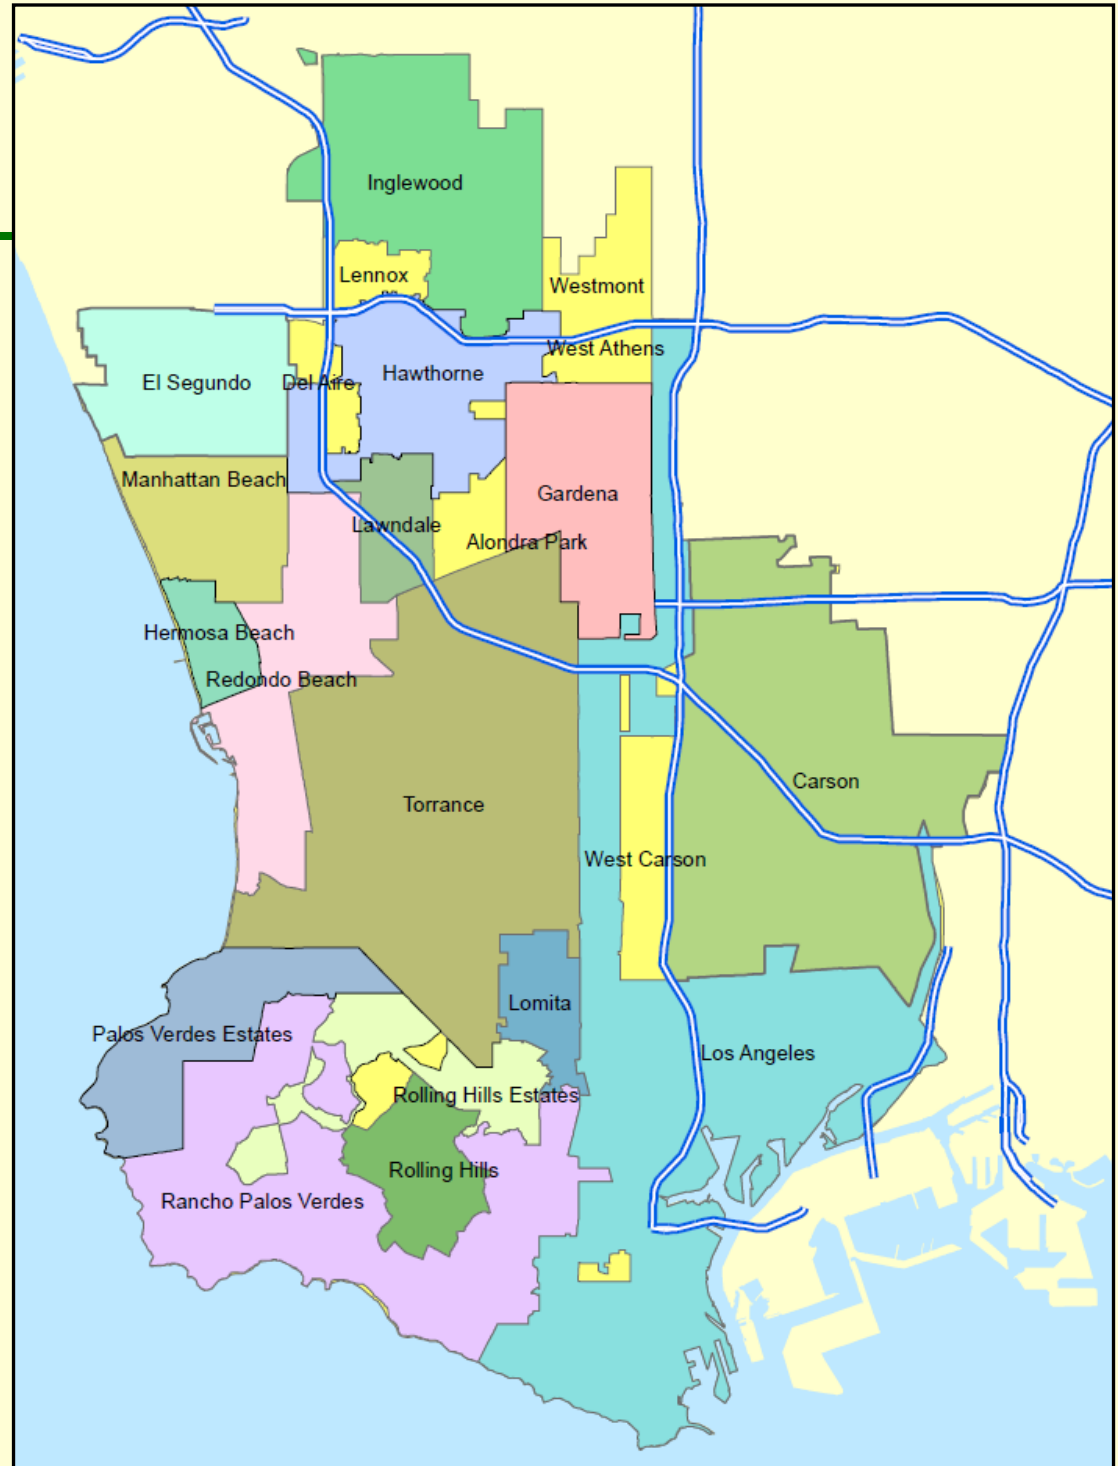 Inglewood
Lennox
Westmont
West Athens
El Segundo
Del Aire
Hawthorne
Manhattan Beach
Gardena
Lawndale
Alondra Park
Hermosa Beach
Redondo Beach
Carson
Torrance
West Carson
Lomita
Palos Verdes Estates
Los Angeles
Rolling Hills Estates
Rolling Hills
Rancho Palos Verdes